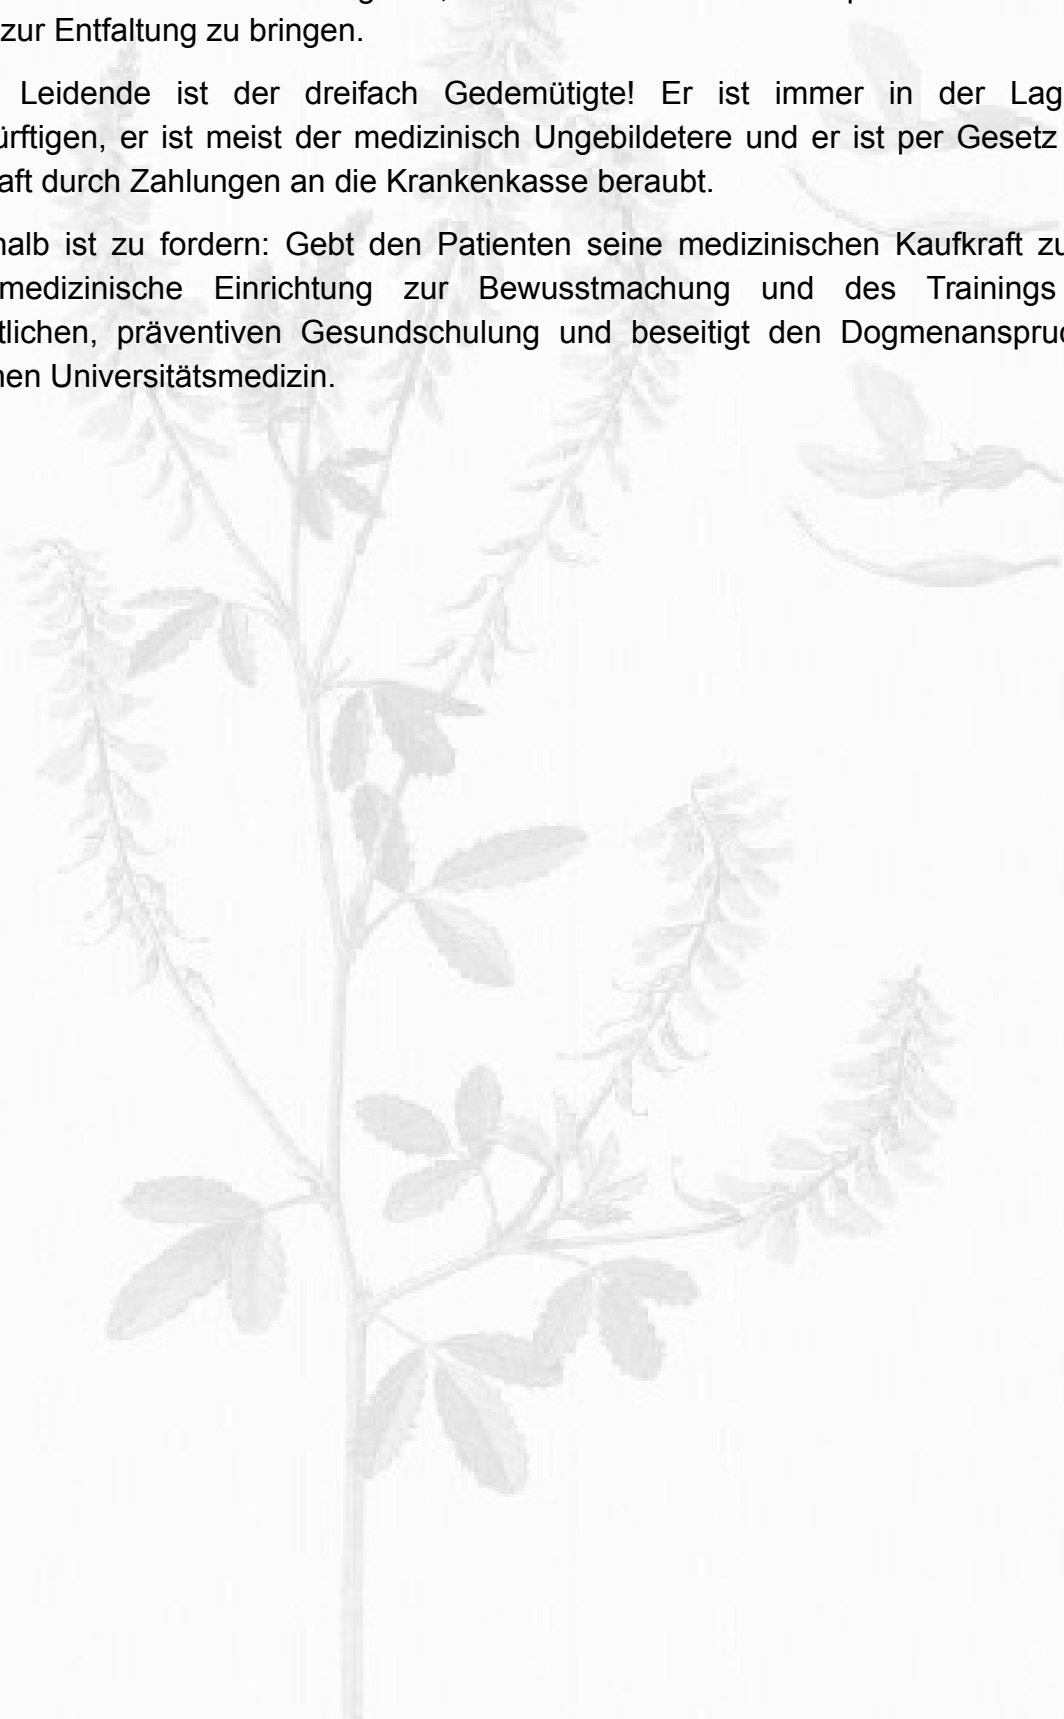 zur Entfaltung zu bringen.
Leidende ist der dreifach Gedemütigte! Er ist immer in der Lag
ürftigen, er ist meist der medizinisch Ungebildetere und er ist per Gesetz
aft durch Zahlungen an die Krankenkasse beraubt.
halb ist zu fordern: Gebt den Patienten seine medizinischen Kaufkraft zu
medizinische Einrichtung zur Bewusstmachung und des Trainings
tlichen, präventiven Gesundschulung und beseitigt den Dogmenanspruc
hen Universitätsmedizin.